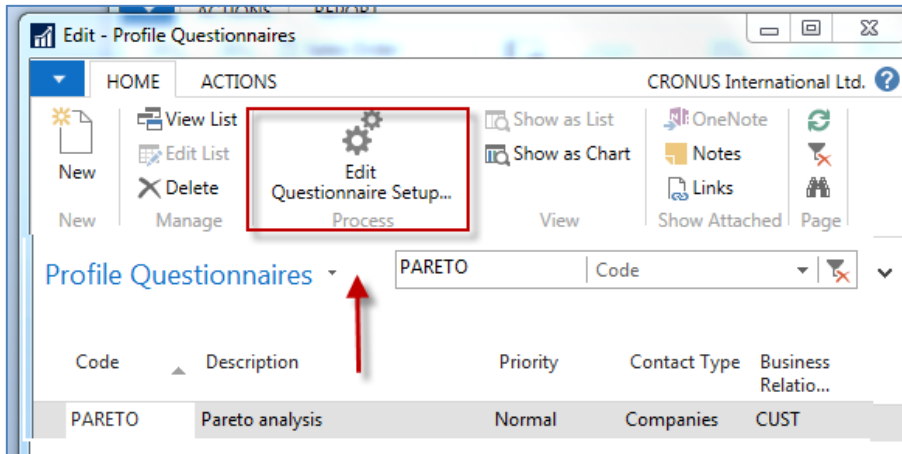 ACTIONS REPORT
Edit - Profile Questionnaires
HOME ACTIONS CRONUS International Ltd.
View List Show as List OneNote
Edit List Edit Show as Chart Notes
New Delete Questionnaire Setup... Links
New Manage Process View Show Attached Page
Profile Questionnaires PARETO Code
Code Description Priority Contact Type Business
Relatio...
PARETO Pareto analysis Normal Companies CUST